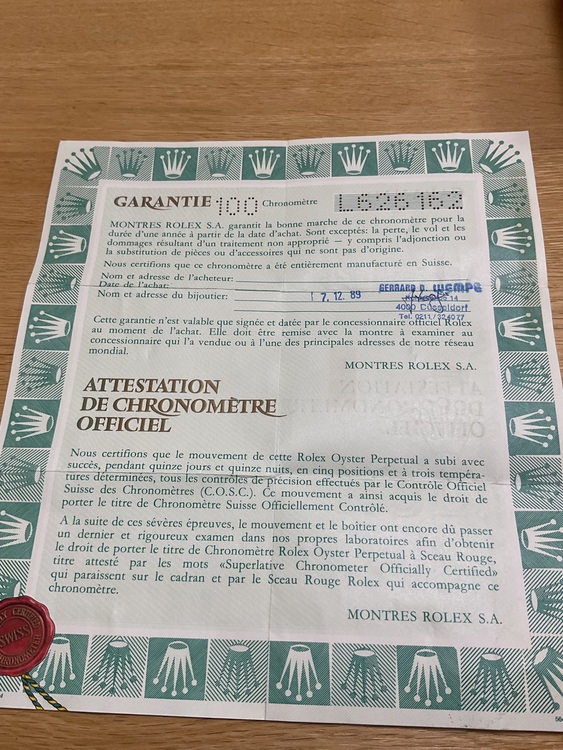 GARANTIE 100 Chronomètre L626162
MONTRES ROLEX S.A. garantit la bonne marche de ce chronomètre pour la
durée d'une année à partir de la date d'achat. Sont exceptés: la perte, le vol et les
dommages résultant d'un traitement non approprié – y compris l'adjonction ou
la substitution de pièces ou d'accessoires qui ne sont pas d'origine.
Nous certifions que ce chronomètre a été entièrement manufacturé en Suisse.
Nom et adresse de l'acheteur:
Date de l'achat:
Nom et adresse du bijoutier:
17. 12. 89
GERHARD D. WEMPE
14
4000 Düsseldorf
Tel. 0211/324077
Cette garantie n'est valable que signée et datée par le concessionnaire officiel Rolex
au moment de l'achat. Elle doit être remise avec la montre à examiner au
concessionnaire qui l'a vendue ou à l'une des principales adresses de notre réseau
mondial.
MONTRES ROLEX S.A.
ATTESTATION
DE CHRONOMÈTRE
OFFICIEL
Nous certifions que le mouvement de cette Rolex Oyster Perpetual a subi avec
succès, pendant quinze jours et quinze nuits, en cinq positions et à trois tempéra-
tures déterminées, tous les contrôles de précision effectués par le Contrôle Officiel
Suisse des Chronomètres (C.O.S.C.). Ce mouvement a ainsi acquis le droit de
porter le titre de Chronomètre Suisse Officiellement Contrôlé.
A la suite de ces sévères épreuves, le mouvement et le boîtier ont encore dû passer
un dernier et rigoureux examen dans nos propres laboratoires afin d'obtenir
le droit de porter le titre de Chronomètre Rolex Oyster Perpetual à Sceau Rouge,
titre attesté par les mots «Superlative Chronometer Officially Certified»
qui paraissent sur le cadran et par le Sceau Rouge Rolex qui accompagne ce
chronomètre.
MONTRES ROLEX S.A.
SWISS